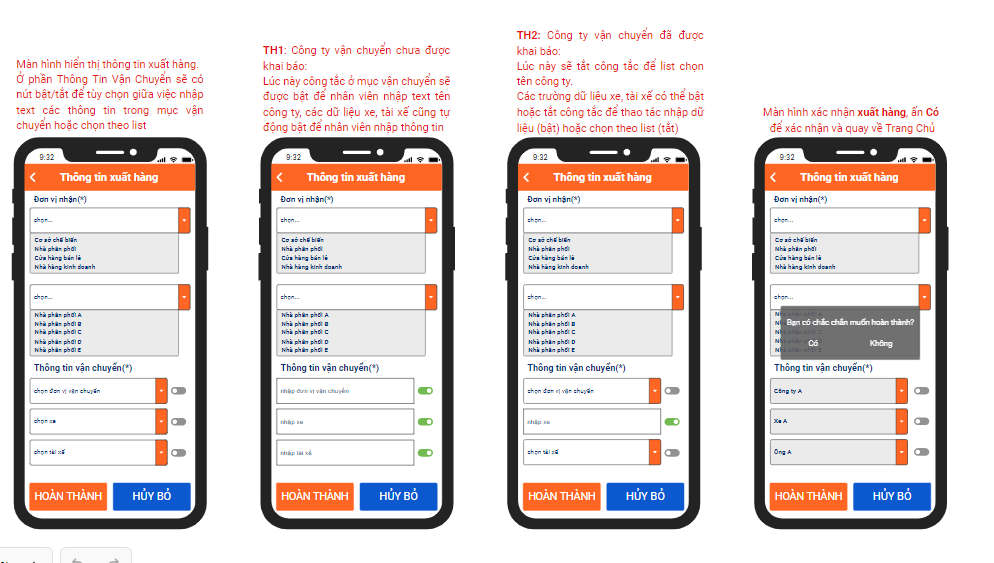 Màn hình hiển thị thông tin xuất hàng.
Ở phần Thông Tin Vận Chuyển sẽ có
nút bật/tắt để tùy chọn giữa việc nhập
text các thông tin trong mục vận
chuyển hoặc chọn theo list
9:32
Thông tin xuất hàng
Đơn vị nhận(*)
chọn...
Cơ sở chế biến
Nhà phân phối
Cửa hàng bán lẻ
Nhà hàng kinh doanh
chọn...
Nhà phân phối A
Nhà phân phối B
Nhà phân phối C
Nhà phân phối D
Nhà phân phối E
Thông tin vận chuyển(*)
chọn đơn vị vận chuyển
chọn xe
chọn tài xế
HOÀN THÀNH
HỦY BỎ
TH1: Công ty vận chuyển chưa được
khai báo:
Lúc này công tắc ở mục vận chuyển sẽ
được bật để nhân viên nhập text tên
công ty, các dữ liệu xe, tài xế cũng tự
động bật để nhân viên nhập thông tin
9:32
Thông tin xuất hàng
Đơn vị nhận(*)
chọn...
Cơ sở chế biến
Nhà phân phối
Cửa hàng bán lẻ
Nhà hàng kinh doanh
chọn...
Nhà phân phối A
Nhà phân phối B
Nhà phân phối C
Nhà phân phối D
Nhà phân phối E
Thông tin vận chuyển(*)
nhập đơn vị vận chuyển
nhập xe
nhập tài xế
HOÀN THÀNH
HỦY BỎ
TH2: Công ty vận chuyển đã được
khai báo:
Lúc này sẽ tắt công tắc để list chọn
tên công ty.
Các trường dữ liệu xe, tài xế có thể bật
hoặc tắt công tắc để thao tác nhập dữ
liệu (bật) hoặc chọn theo list (tắt)
9:32
Thông tin xuất hàng
Đơn vị nhận(*)
chọn...
Cơ sở chế biến
Nhà phân phối
Cửa hàng bán lẻ
Nhà hàng kinh doanh
chọn...
Nhà phân phối A
Nhà phân phối B
Nhà phân phối C
Nhà phân phối D
Nhà phân phối E
Thông tin vận chuyển(*)
chọn đơn vị vận chuyển
nhập xe
chọn tài xế
HOÀN THÀNH
HỦY BỎ
Màn hình xác nhận xuất hàng, ấn Có
để xác nhận và quay về Trang Chủ
9:32
Thông tin xuất hàng
Đơn vị nhận(*)
chọn...
Cơ sở chế biến
Nhà phân phối
Cửa hàng bán lẻ
Nhà hàng kinh doanh
chọn...
Bạn có chắc chắn muốn hoàn thành?
Có
Không
Thông tin vận chuyển(*)
Công ty A
Xe A
Ông A
HOÀN THÀNH
HỦY BỎ